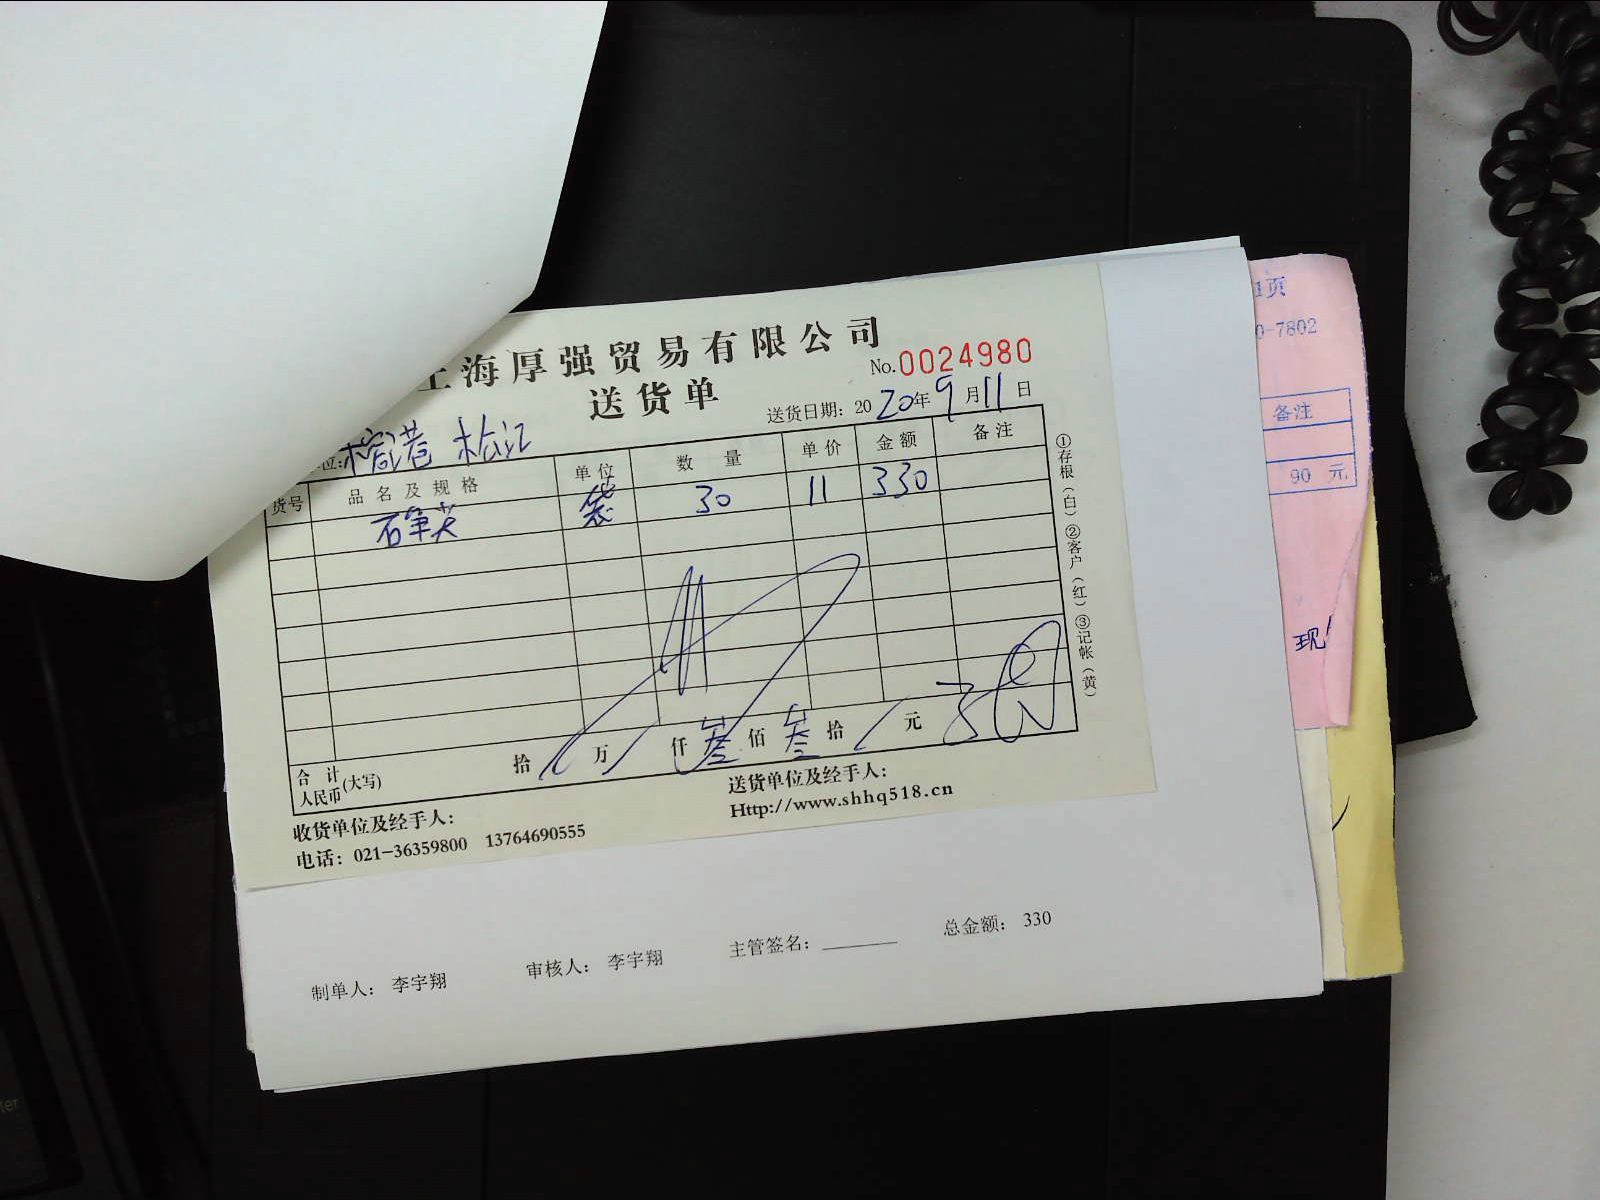 上海厚强贸易有限公司
送货单
No.0024980
送货日期：2020年9月11日
位: 松江
货号 品名及规格 单位 数量 单价 金额 备注
石笋尖 袋 30 11 330
合计人民币(大写) 拾 万 仟 叁 佰 叁 拾 元
①存根(白) ②客户(红) ③记帐(黄)
收货单位及经手人：
送货单位及经手人：
电话：021-36359800 13764690555
Http://www.shhq518.cn
制单人： 李宇翔 审核人： 李宇翔 主管签名： 总金额： 330
1页
0-7802
备注
90 元
现